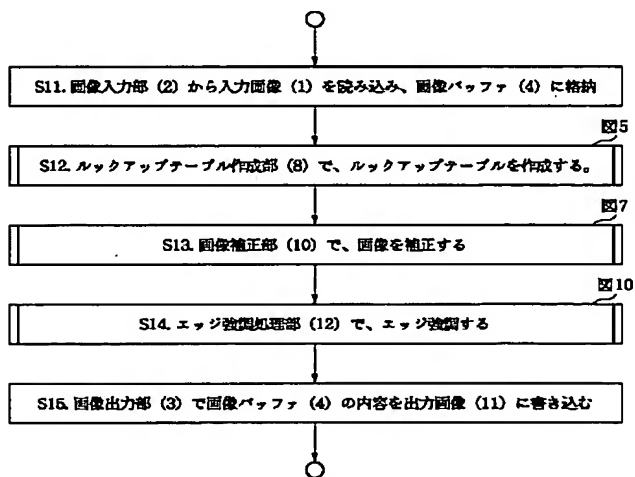 S11. 画像入力部（2）から入力画像（1）を読み込み、画像バッファ（4）に格納
図5
S12. ルックアップテーブル作成部（8）で、ルックアップテーブルを作成する。
図7
S13. 画像補正部（10）で、画像を補正する
図10
S14. エッジ強調処理部（12）で、エッジ強調する
S15. 画像出力部（3）で画像バッファ（4）の内容を出力画像（11）に書き込む